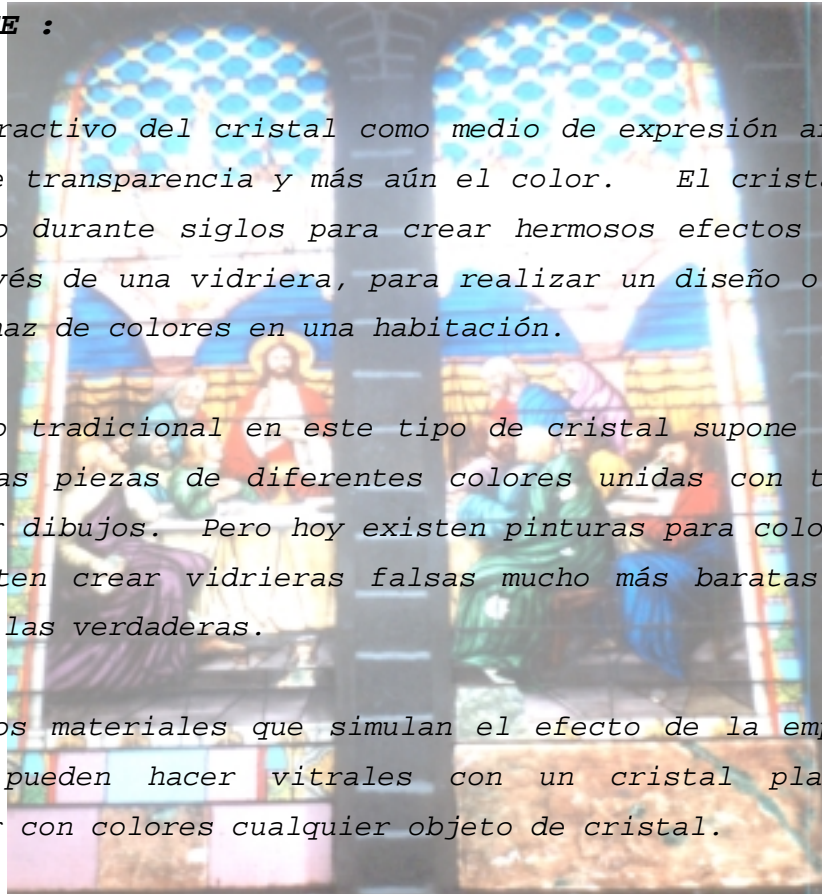 E :
ractivo del cristal como medio de expresión ar
e transparencia y más aún el color. El crista
o durante siglos para crear hermosos efectos
vés de una vidriera, para realizar un diseño o
haz de colores en una habitación.
o tradicional en este tipo de cristal supone
as piezas de diferentes colores unidas con t
r dibujos. Pero hoy existen pinturas para colo
ten crear vidrieras falsas mucho más baratas
las verdaderas.
os materiales que simulan el efecto de la emp
pueden hacer vitrales con un cristal pla
r con colores cualquier objeto de cristal.